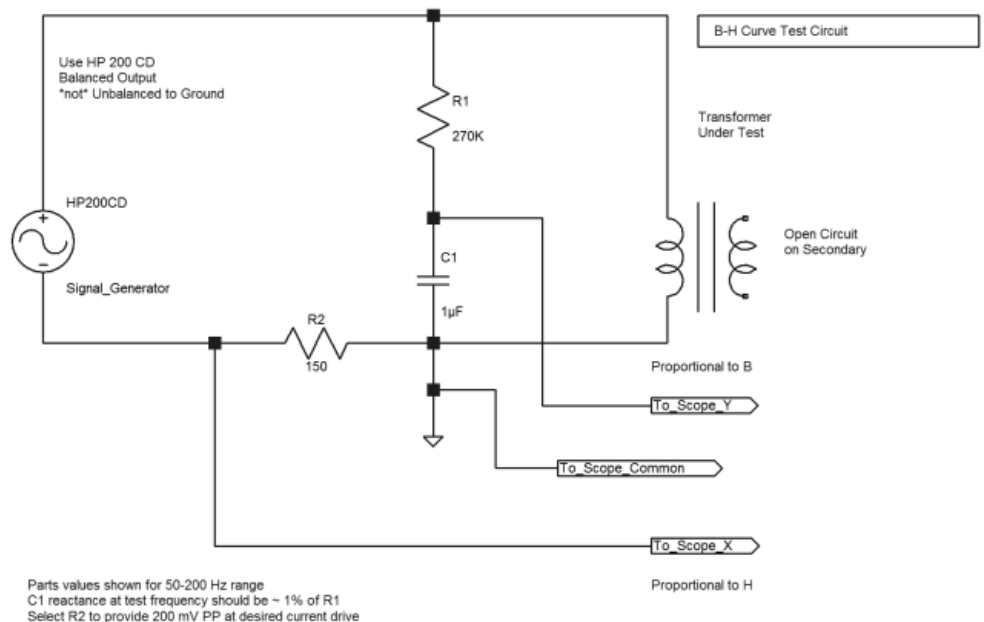 B-H Curve Test Circuit
Use HP 200 CD
Balanced Output
*not* Unbalanced to Ground
R1
270K
Transformer
Under Test
HP200CD
+
−
Signal_Generator
C1
1µF
Open Circuit
on Secondary
R2
150
Proportional to B
To_Scope_Y
To_Scope_Common
To_Scope_X
Proportional to H
Parts values shown for 50-200 Hz range
C1 reactance at test frequency should be ~ 1% of R1
Select R2 to provide 200 mV PP at desired current drive